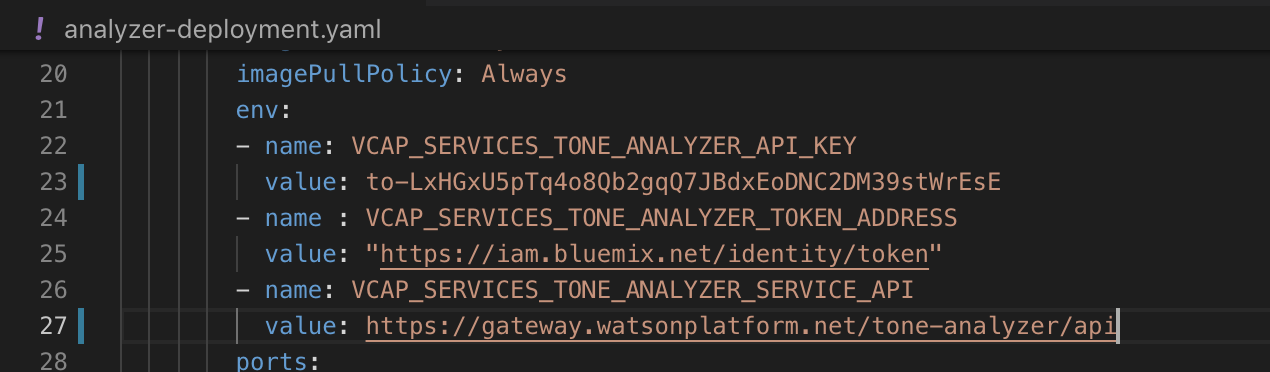 ! analyzer-deployment.yaml
20 imagePullPolicy: Always
21 env:
22 - name: VCAP_SERVICES_TONE_ANALYZER_API_KEY
23 value: to-LxHGxU5pTq4o8Qb2gqQ7JBdxEoDNC2DM39stWrEsE
24 - name : VCAP_SERVICES_TONE_ANALYZER_TOKEN_ADDRESS
25 value: "https://iam.bluemix.net/identity/token"
26 - name: VCAP_SERVICES_TONE_ANALYZER_SERVICE_API
27 value: https://gateway.watsonplatform.net/tone-analyzer/api
28 ports: